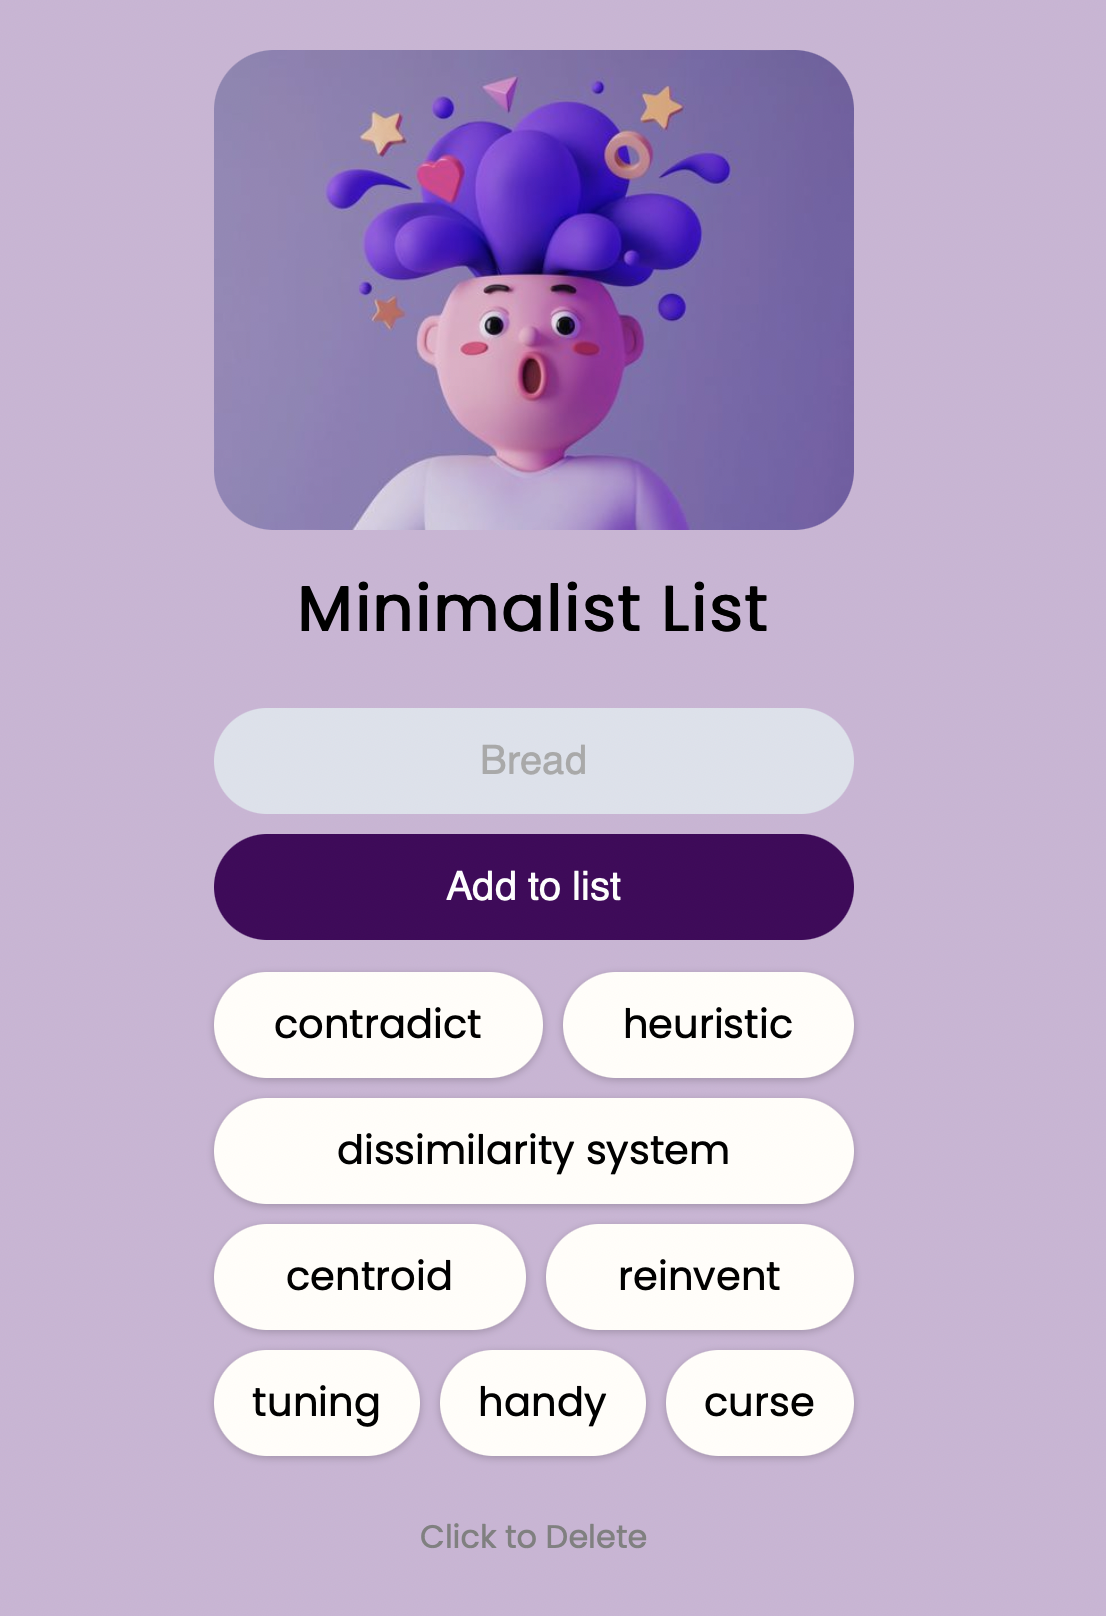 Minimalist List
Bread
Add to list
contradict heuristic
dissimilarity system
centroid reinvent
tuning handy curse
Click to Delete